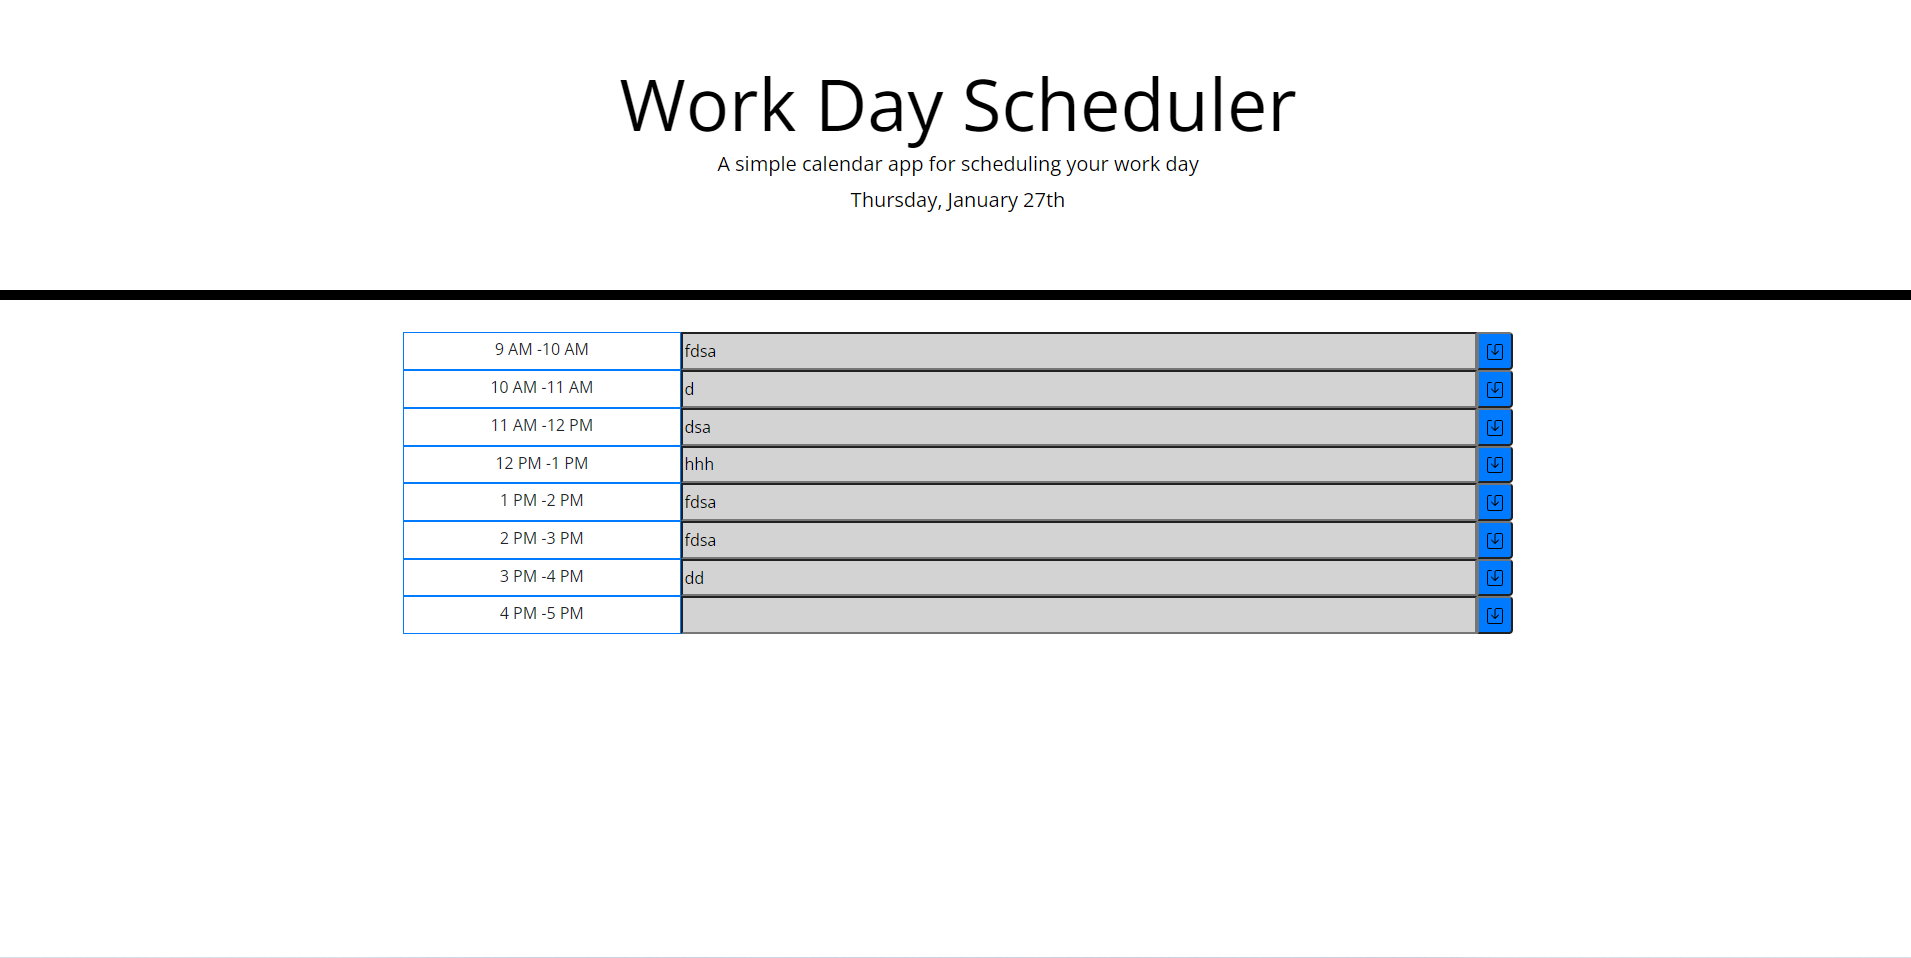 Work Day Scheduler
A simple calendar app for scheduling your work day
Thursday, January 27th
9 AM -10 AM fdsa
10 AM -11 AM d
11 AM -12 PM dsa
12 PM -1 PM hhh
1 PM -2 PM fdsa
2 PM -3 PM fdsa
3 PM -4 PM dd
4 PM -5 PM